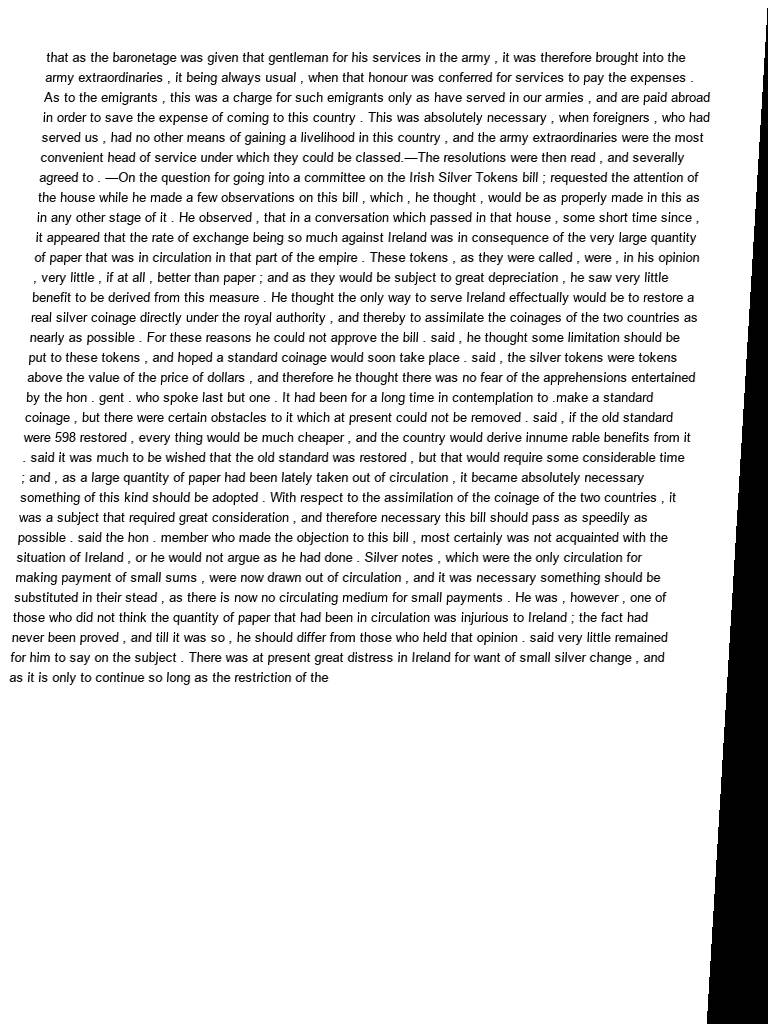 that as the baronetage was given that gentleman for his services in the army , it was therefore brought into the
army extraordinaries , it being always usual , when that honour was conferred for services to pay the expenses .
As to the emigrants , this was a charge for such emigrants only as have served in our armies , and are paid abroad
in order to save the expense of coming to this country . This was absolutely necessary , when foreigners , who had
served us , had no other means of gaining a livelihood in this country , and the army extraordinaries were the most
convenient head of service under which they could be classed.—The resolutions were then read , and severally
agreed to . —On the question for going into a committee on the Irish Silver Tokens bill ; requested the attention of
the house while he made a few observations on this bill , which , he thought , would be as properly made in this as
in any other stage of it . He observed , that in a conversation which passed in that house , some short time since ,
it appeared that the rate of exchange being so much against Ireland was in consequence of the very large quantity
of paper that was in circulation in that part of the empire . These tokens , as they were called , were , in his opinion
, very little , if at all , better than paper ; and as they would be subject to great depreciation , he saw very little
benefit to be derived from this measure . He thought the only way to serve Ireland effectually would be to restore a
real silver coinage directly under the royal authority , and thereby to assimilate the coinages of the two countries as
nearly as possible . For these reasons he could not approve the bill . said , he thought some limitation should be
put to these tokens , and hoped a standard coinage would soon take place . said , the silver tokens were tokens
above the value of the price of dollars , and therefore he thought there was no fear of the apprehensions entertained
by the hon . gent . who spoke last but one . It had been for a long time in contemplation to .make a standard
coinage , but there were certain obstacles to it which at present could not be removed . said , if the old standard
were 598 restored , every thing would be much cheaper , and the country would derive innume rable benefits from it
. said it was much to be wished that the old standard was restored , but that would require some considerable time
; and , as a large quantity of paper had been lately taken out of circulation , it became absolutely necessary
something of this kind should be adopted . With respect to the assimilation of the coinage of the two countries , it
was a subject that required great consideration , and therefore necessary this bill should pass as speedily as
possible . said the hon . member who made the objection to this bill , most certainly was not acquainted with the
situation of Ireland , or he would not argue as he had done . Silver notes , which were the only circulation for
making payment of small sums , were now drawn out of circulation , and it was necessary something should be
substituted in their stead , as there is now no circulating medium for small payments . He was , however , one of
those who did not think the quantity of paper that had been in circulation was injurious to Ireland ; the fact had
never been proved , and till it was so , he should differ from those who held that opinion . said very little remained
for him to say on the subject . There was at present great distress in Ireland for want of small silver change , and
as it is only to continue so long as the restriction of the